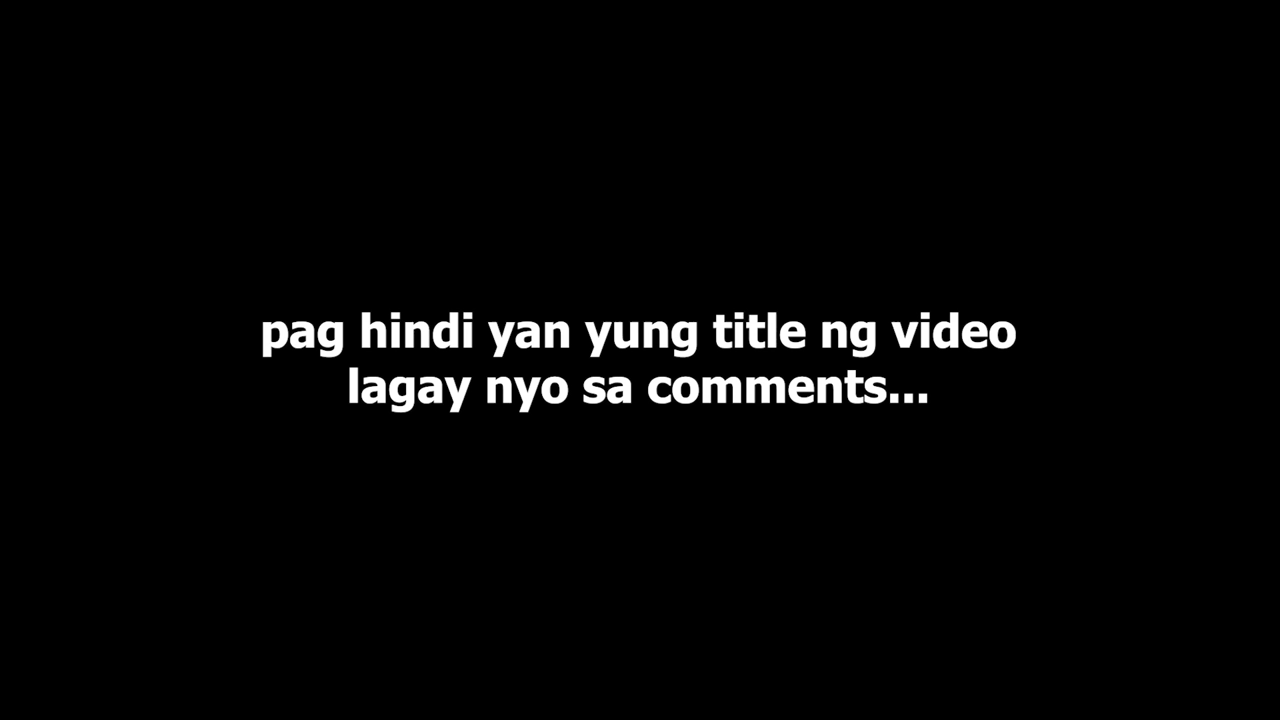 pag hindi yan yung title ng video
lagay nyo sa comments...